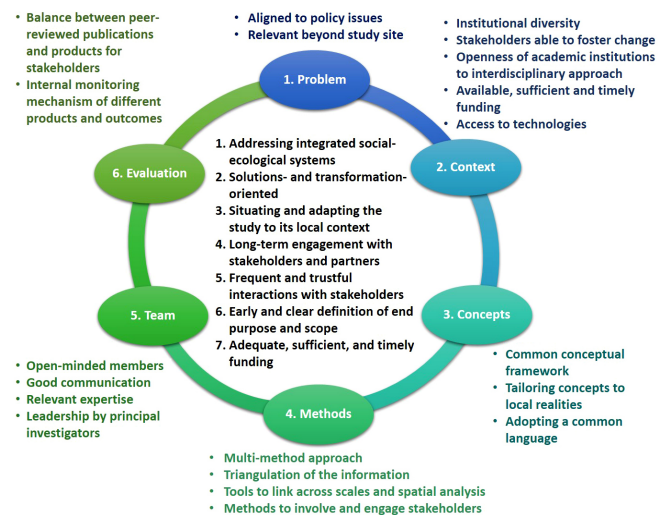 • Balance between peer-
reviewed publications
and products for
stakeholders
• Internal monitoring
mechanism of different
products and outcomes
• Aligned to policy issues
• Relevant beyond study site
• Institutional diversity
• Stakeholders able to foster change
• Openness of academic institutions
to interdisciplinary approach
• Available, sufficient and timely
funding
• Access to technologies
1. Problem
2. Context
3. Concepts
4. Methods
5. Team
6. Evaluation
1. Addressing integrated social-
ecological systems
2. Solutions- and transformation-
oriented
3. Situating and adapting the
study to its local context
4. Long-term engagement with
stakeholders and partners
5. Frequent and trustful
interactions with stakeholders
6. Early and clear definition of end
purpose and scope
7. Adequate, sufficient, and timely
funding
• Open-minded members
• Good communication
• Relevant expertise
• Leadership by principal
investigators
• Common conceptual
framework
• Tailoring concepts to
local realities
• Adopting a common
language
• Multi-method approach
• Triangulation of the information
• Tools to link across scales and spatial analysis
• Methods to involve and engage stakeholders